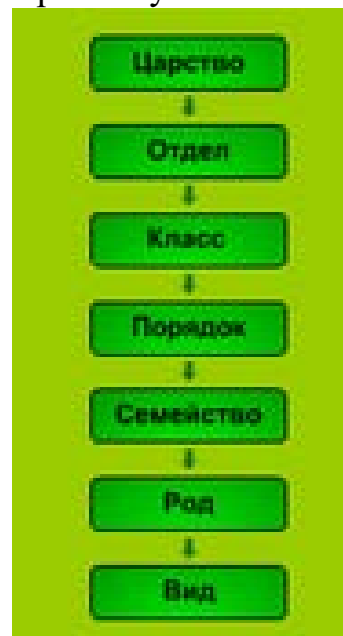 Царство
Отдел
Класс
Порядок
Семейство
Род
Вид